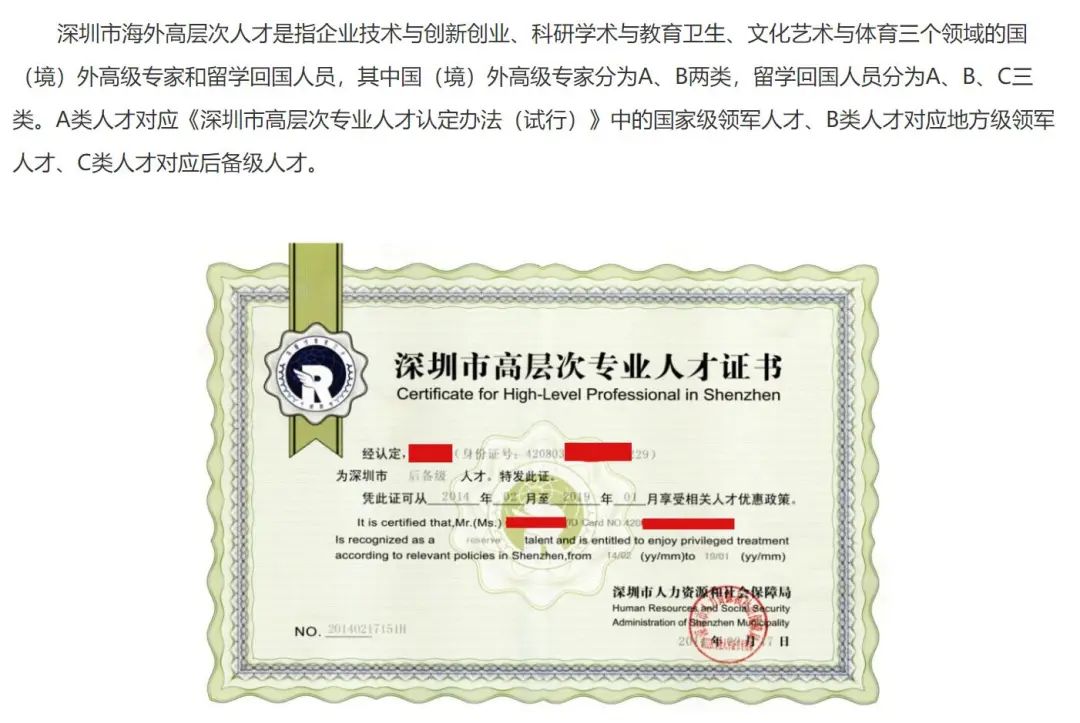 深圳市海外高层次人才是指企业技术与创新创业、科研学术与教育卫生、文化艺术与体育三个领域的国
（境）外高级专家和留学回国人员，其中国（境）外高级专家分为A、B两类，留学回国人员分为A、B、C三
类。A类人才对应《深圳市高层次专业人才认定办法（试行）》中的国家级领军人才、B类人才对应地方级领军
人才、C类人才对应后备级人才。
深圳市高层次专业人才证书
Certificate for High-Level Professional in Shenzhen
经认定，（身份证号：420803 229）
为深圳市 后备级 人才。特发此证。
凭此证可从 2014 年 02 月至 2019 年 01 月享受相关人才优惠政策。
It is certified that,Mr.(Ms.) ID Card NO.420
Is recognized as a reserve talent and is entitled to enjoy privileged treatment
according to relevant policies in Shenzhen,from 14/02 (yy/mm)to 19/01 (yy/mm)
深圳市人力资源和社会保障局
Human Resources and Social Security
Administration of Shenzhen Municipality
年 月 17 日
NO. 20140217151H